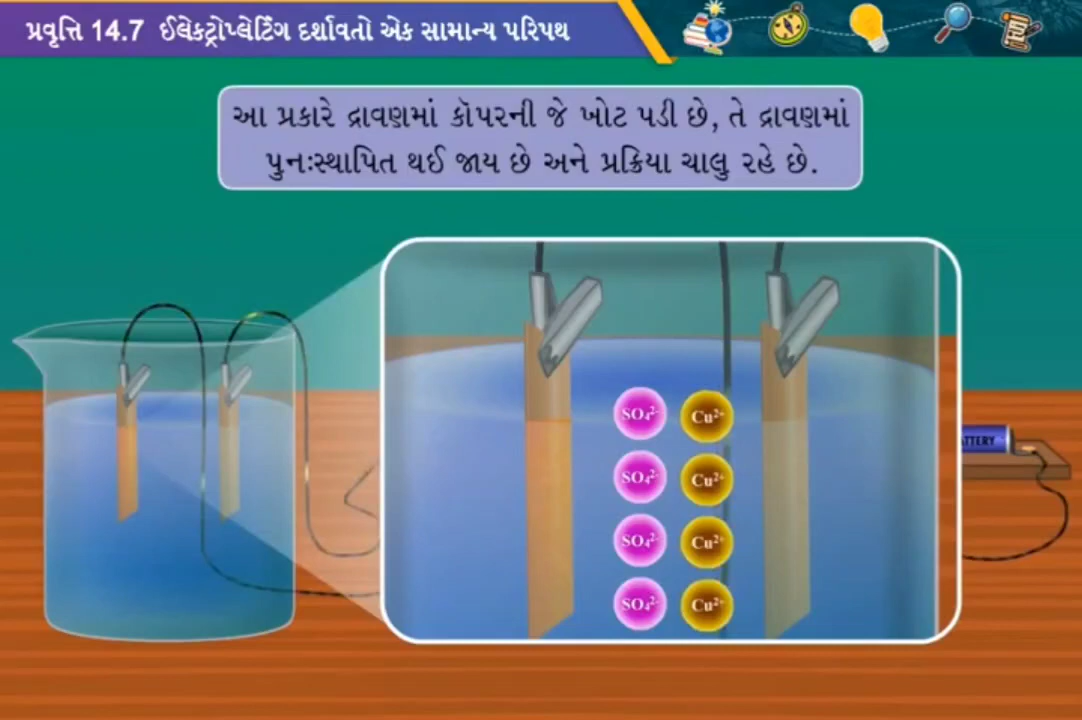 પ્રવૃત્તિ 14.7 ઈલેક્ટ્રોપ્લેટિંગ દર્શાવતો એક સામાન્ય પરિપથ
આ પ્રકારે દ્રાવણમાં કૉપરની જે ખોટ પડી છે, તે દ્રાવણમાં
પુનઃસ્થાપિત થઈ જાય છે અને પ્રક્રિયા ચાલુ રહે છે.
SO₄²⁻ Cu²⁺
TTERY
SO₄²⁻ Cu²⁺
SO₄²⁻ Cu²⁺
SO₄²⁻ Cu²⁺